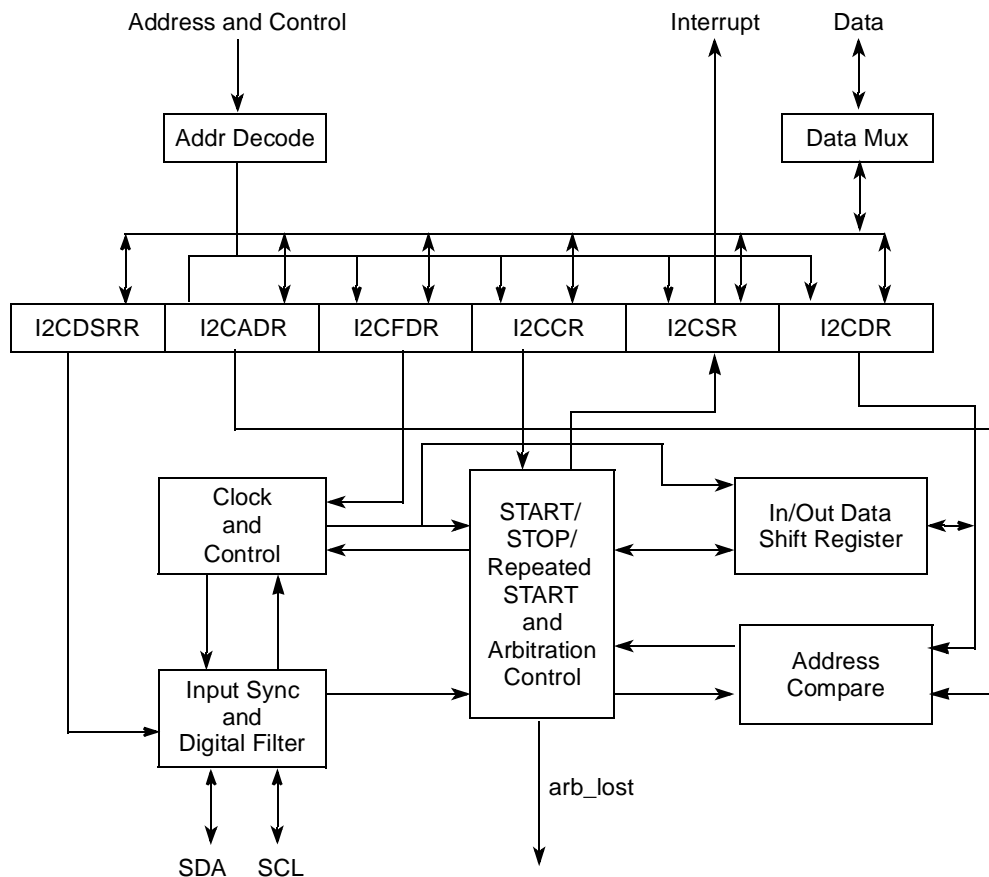 Address and Control
Interrupt
Data
Addr Decode
Data Mux
I2CDSRR
I2CADR
I2CFDR
I2CCR
I2CSR
I2CDR
Clock
and
Control
START/
STOP/
Repeated
START
and
Arbitration
Control
In/Out Data
Shift Register
Address
Compare
Input Sync
and
Digital Filter
arb_lost
SDA
SCL